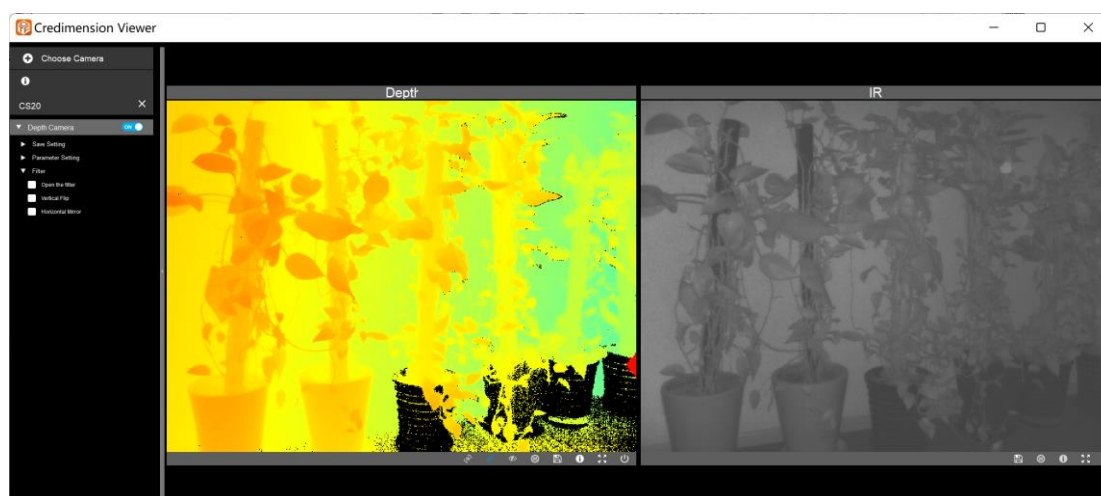 Credimension Viewer
Choose Camera
CS20
Depth Camera
ON
Save Setting
Parameter Setting
Filter
Open the filter
Vertical Flip
Horizontal Mirror
Depth
IR